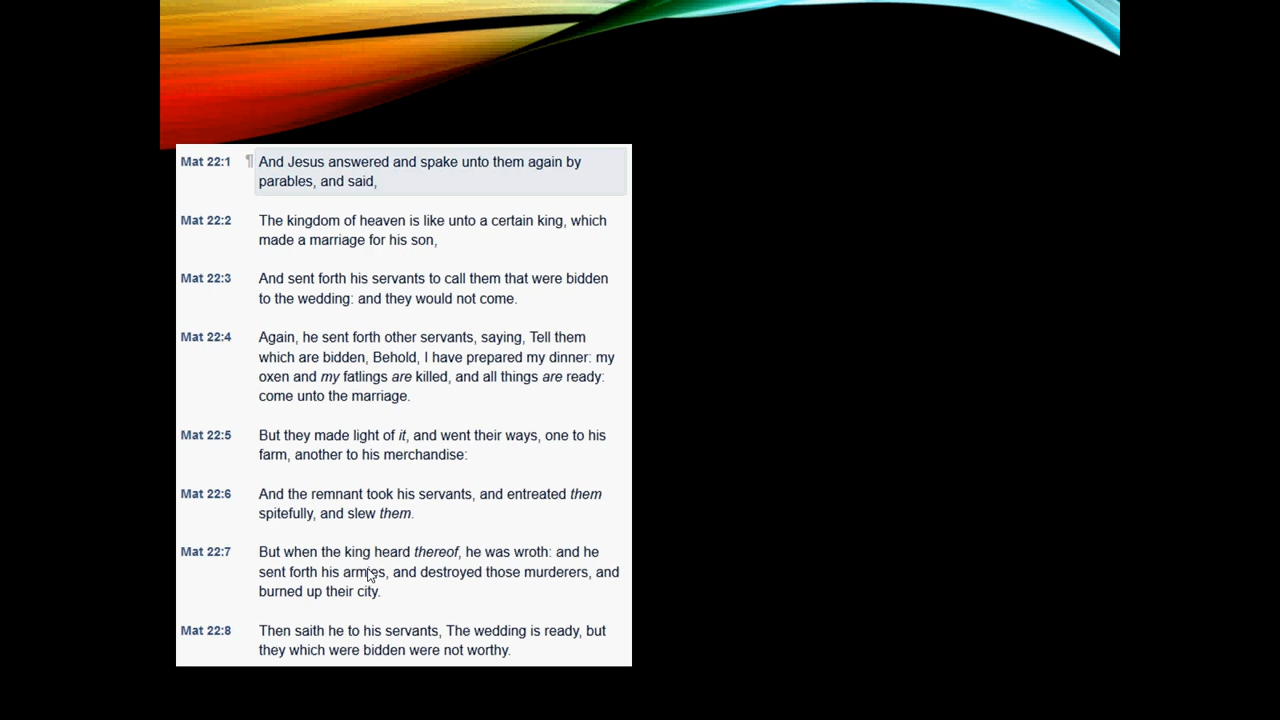 Mat 22:1 ¶ And Jesus answered and spake unto them again by
parables, and said,
Mat 22:2 The kingdom of heaven is like unto a certain king, which
made a marriage for his son,
Mat 22:3 And sent forth his servants to call them that were bidden
to the wedding: and they would not come.
Mat 22:4 Again, he sent forth other servants, saying, Tell them
which are bidden, Behold, I have prepared my dinner: my
oxen and my fatlings are killed, and all things are ready:
come unto the marriage.
Mat 22:5 But they made light of it, and went their ways, one to his
farm, another to his merchandise:
Mat 22:6 And the remnant took his servants, and entreated them
spitefully, and slew them.
Mat 22:7 But when the king heard thereof, he was wroth: and he
sent forth his armies, and destroyed those murderers, and
burned up their city.
Mat 22:8 Then saith he to his servants, The wedding is ready, but
they which were bidden were not worthy.